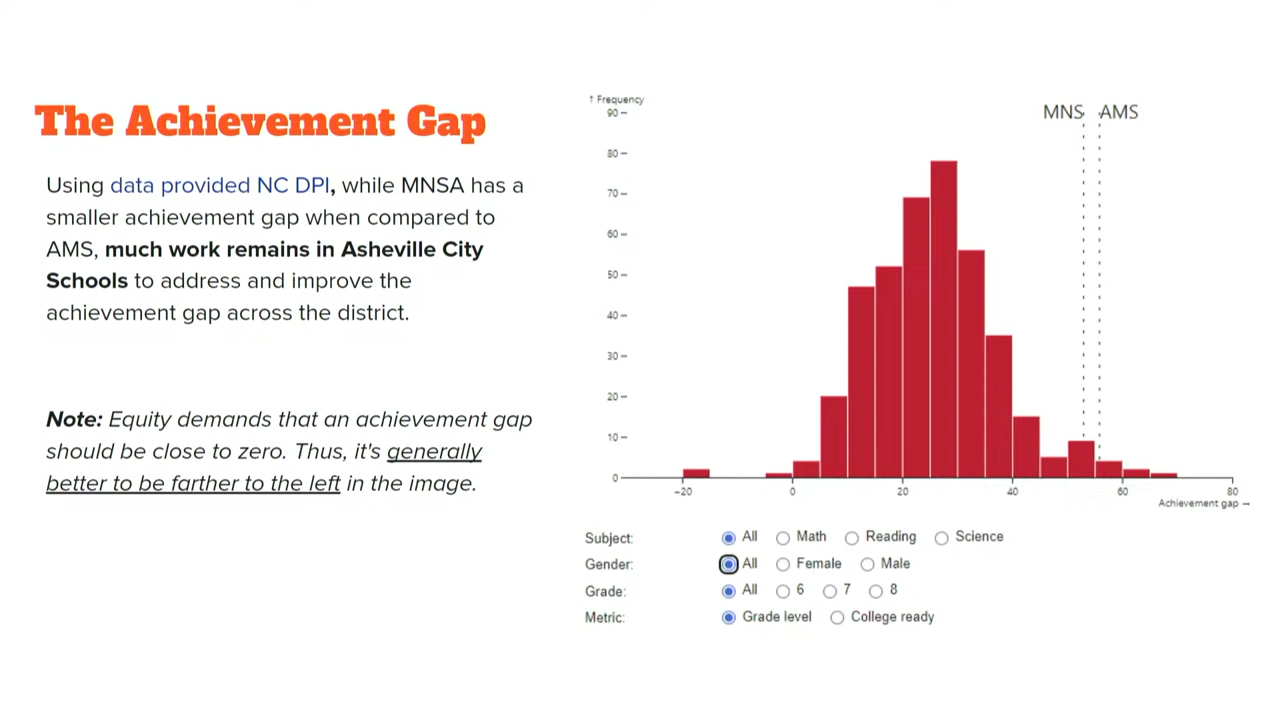 The Achievement Gap
Using data provided NC DPI, while MNSA has a
smaller achievement gap when compared to
AMS, much work remains in Asheville City
Schools to address and improve the
achievement gap across the district.
Note: Equity demands that an achievement gap
should be close to zero. Thus, it's generally
better to be farther to the left in the image.
↑ Frequency
MNS AMS
90
80
70
60
50
40
30
20
10
0
−20 0 20 40 60 80
Achievement gap →
Subject: All Math Reading Science
Gender: All Female Male
Grade: All 6 7 8
Metric: Grade level College ready